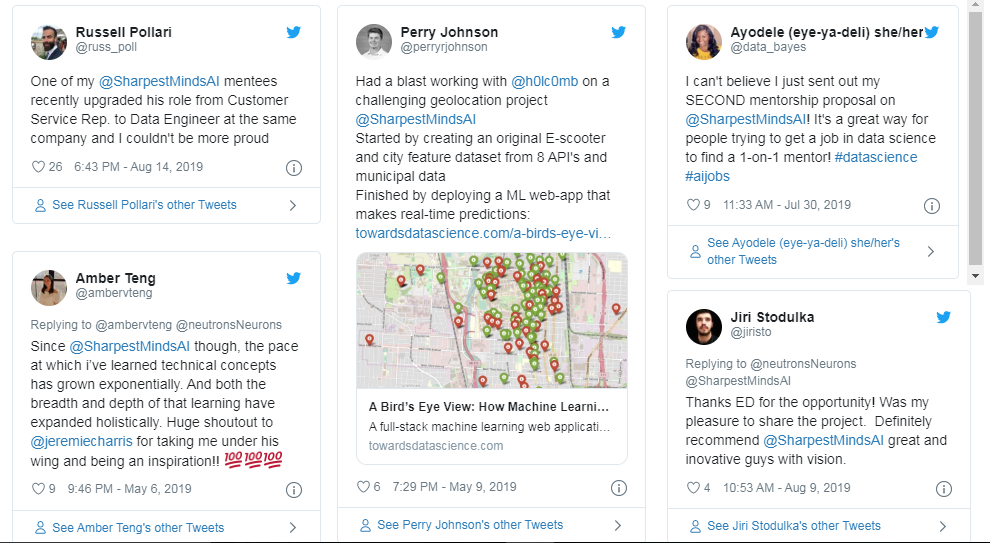 Russell Pollari
@russ_poll
One of my @SharpestMindsAI mentees
recently upgraded his role from Customer
Service Rep. to Data Engineer at the same
company and I couldn't be more proud
26 6:43 PM - Aug 14, 2019
See Russell Pollari's other Tweets
Amber Teng
@ambervteng
Replying to @ambervteng @neutronsNeurons
Since @SharpestMindsAI though, the pace
at which i've learned technical concepts
has grown exponentially. And both the
breadth and depth of that learning have
expanded holistically. Huge shoutout to
@jeremiecharris for taking me under his
wing and being an inspiration!! 💯💯💯
9 9:46 PM - May 6, 2019
See Amber Teng's other Tweets
Perry Johnson
@perryrjohnson
Had a blast working with @h0lc0mb on a
challenging geolocation project
@SharpestMindsAI
Started by creating an original E-scooter
and city feature dataset from 8 API's and
municipal data
Finished by deploying a ML web-app that
makes real-time predictions:
towardsdatascience.com/a-birds-eye-vi…
A Bird's Eye View: How Machine Learni…
A full-stack machine learning web applicati…
towardsdatascience.com
6 7:29 PM - May 9, 2019
See Perry Johnson's other Tweets
Ayodele (eye-ya-deli) she/her
@data_bayes
I can't believe I just sent out my
SECOND mentorship proposal on
@SharpestMindsAI! It's a great way for
people trying to get a job in data science
to find a 1-on-1 mentor! #datascience
#aijobs
9 11:33 AM - Jul 30, 2019
See Ayodele (eye-ya-deli) she/her's
other Tweets
Jiri Stodulka
@jiristo
Replying to @neutronsNeurons
@SharpestMindsAI
Thanks ED for the opportunity! Was my
pleasure to share the project. Definitely
recommend @SharpestMindsAI great and
inovative guys with vision.
4 10:53 AM - Aug 9, 2019
See Jiri Stodulka's other Tweets